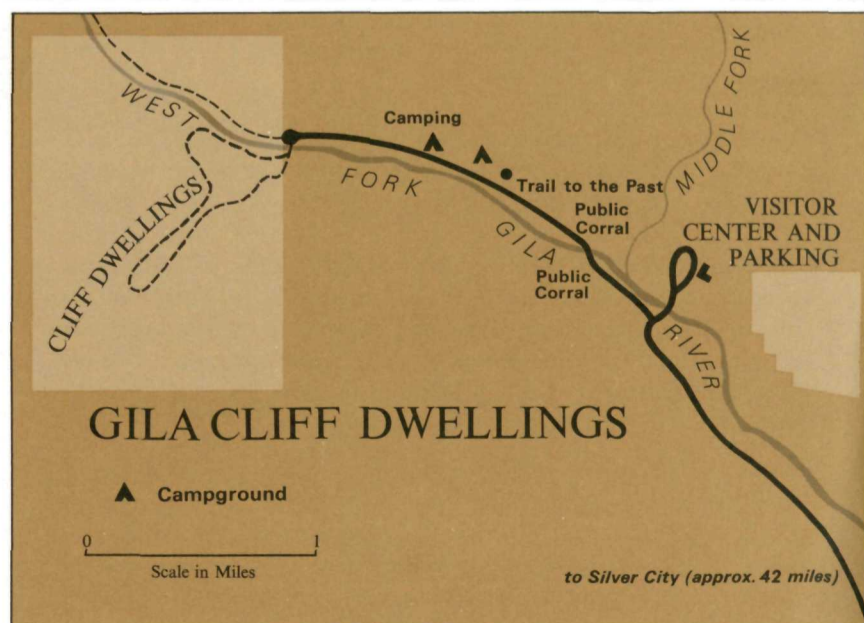 WEST
FORK
GILA
RIVER
MIDDLE FORK
Camping
Trail to the Past
Public
Corral
Public
Corral
VISITOR
CENTER AND
PARKING
CLIFF DWELLINGS
GILA CLIFF DWELLINGS
Campground
0 1
Scale in Miles
to Silver City (approx. 42 miles)